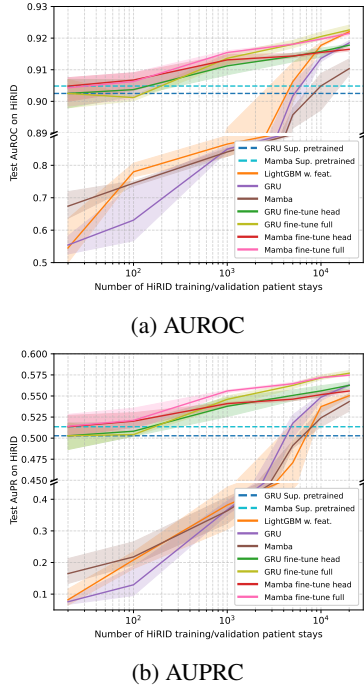 0.93
0.92
0.91
0.90
0.89
0.8
0.7
0.6
0.5
Test AuROC on HiRID
GRU Sup. pretrained
Mamba Sup. pretrained
LightGBM w. feat.
GRU
Mamba
GRU fine-tune head
GRU fine-tune full
Mamba fine-tune head
Mamba fine-tune full
10² 10³ 10⁴
Number of HiRID training/validation patient stays
(a) AUROC
0.600
0.575
0.550
0.525
0.500
0.450
0.4
0.3
0.2
0.1
Test AuPR on HiRID
GRU Sup. pretrained
Mamba Sup. pretrained
LightGBM w. feat.
GRU
Mamba
GRU fine-tune head
GRU fine-tune full
Mamba fine-tune head
Mamba fine-tune full
10² 10³ 10⁴
Number of HiRID training/validation patient stays
(b) AUPRC